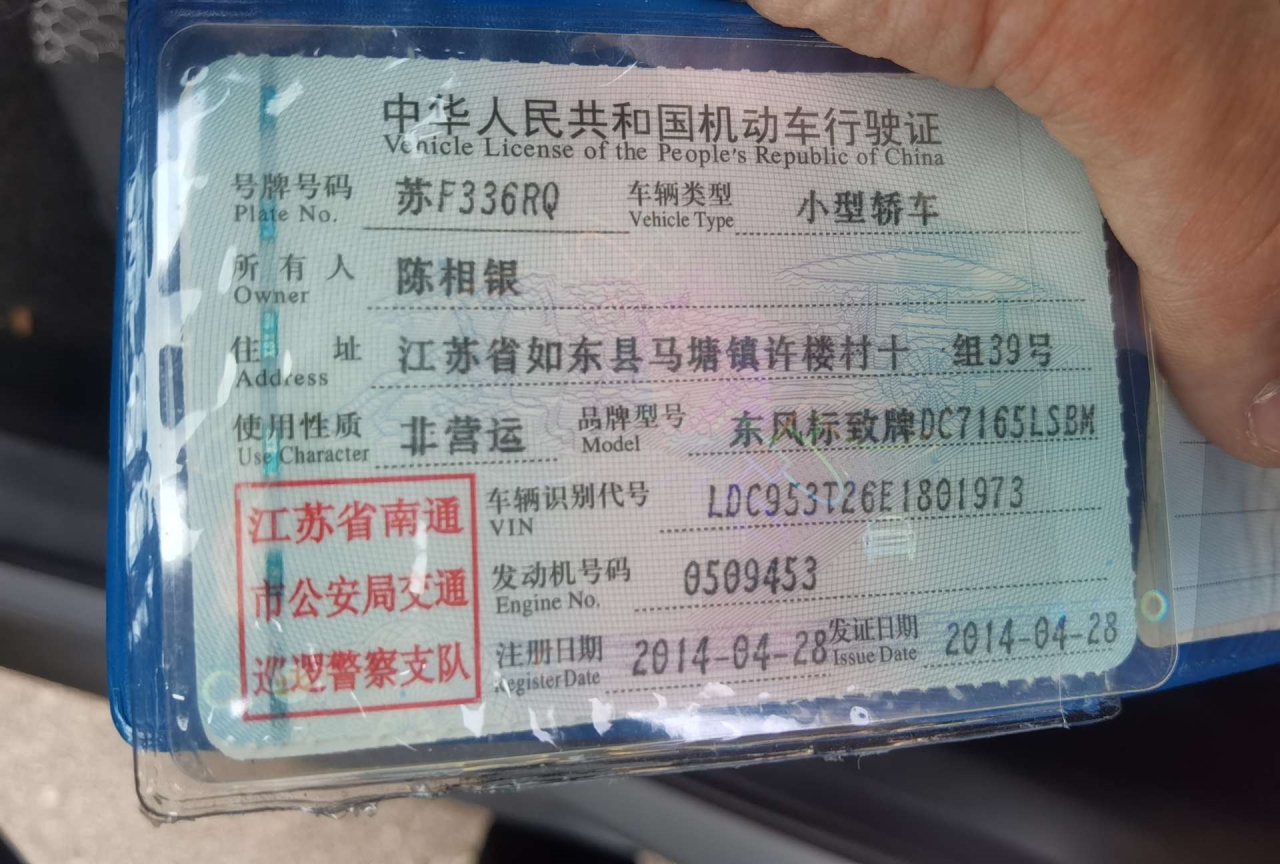 中华人民共和国机动车行驶证
Vehicle License of the People's Republic of China
号牌号码 苏F336RQ 车辆类型 小型轿车
Plate No. Vehicle Type
所有人 陈相银
Owner
住址 江苏省如东县马塘镇许楼村十 组39号
Address
使用性质 非营运 品牌型号 东风标致牌DC7165LSBM
Use Character Model
江苏省南通
市公安局交通
巡逻警察支队
车辆识别代号 LDC953T26E1801973
VIN
发动机号码 0509453
Engine No.
注册日期 2014-04-28 发证日期 2014-04-28
Register Date Issue Date